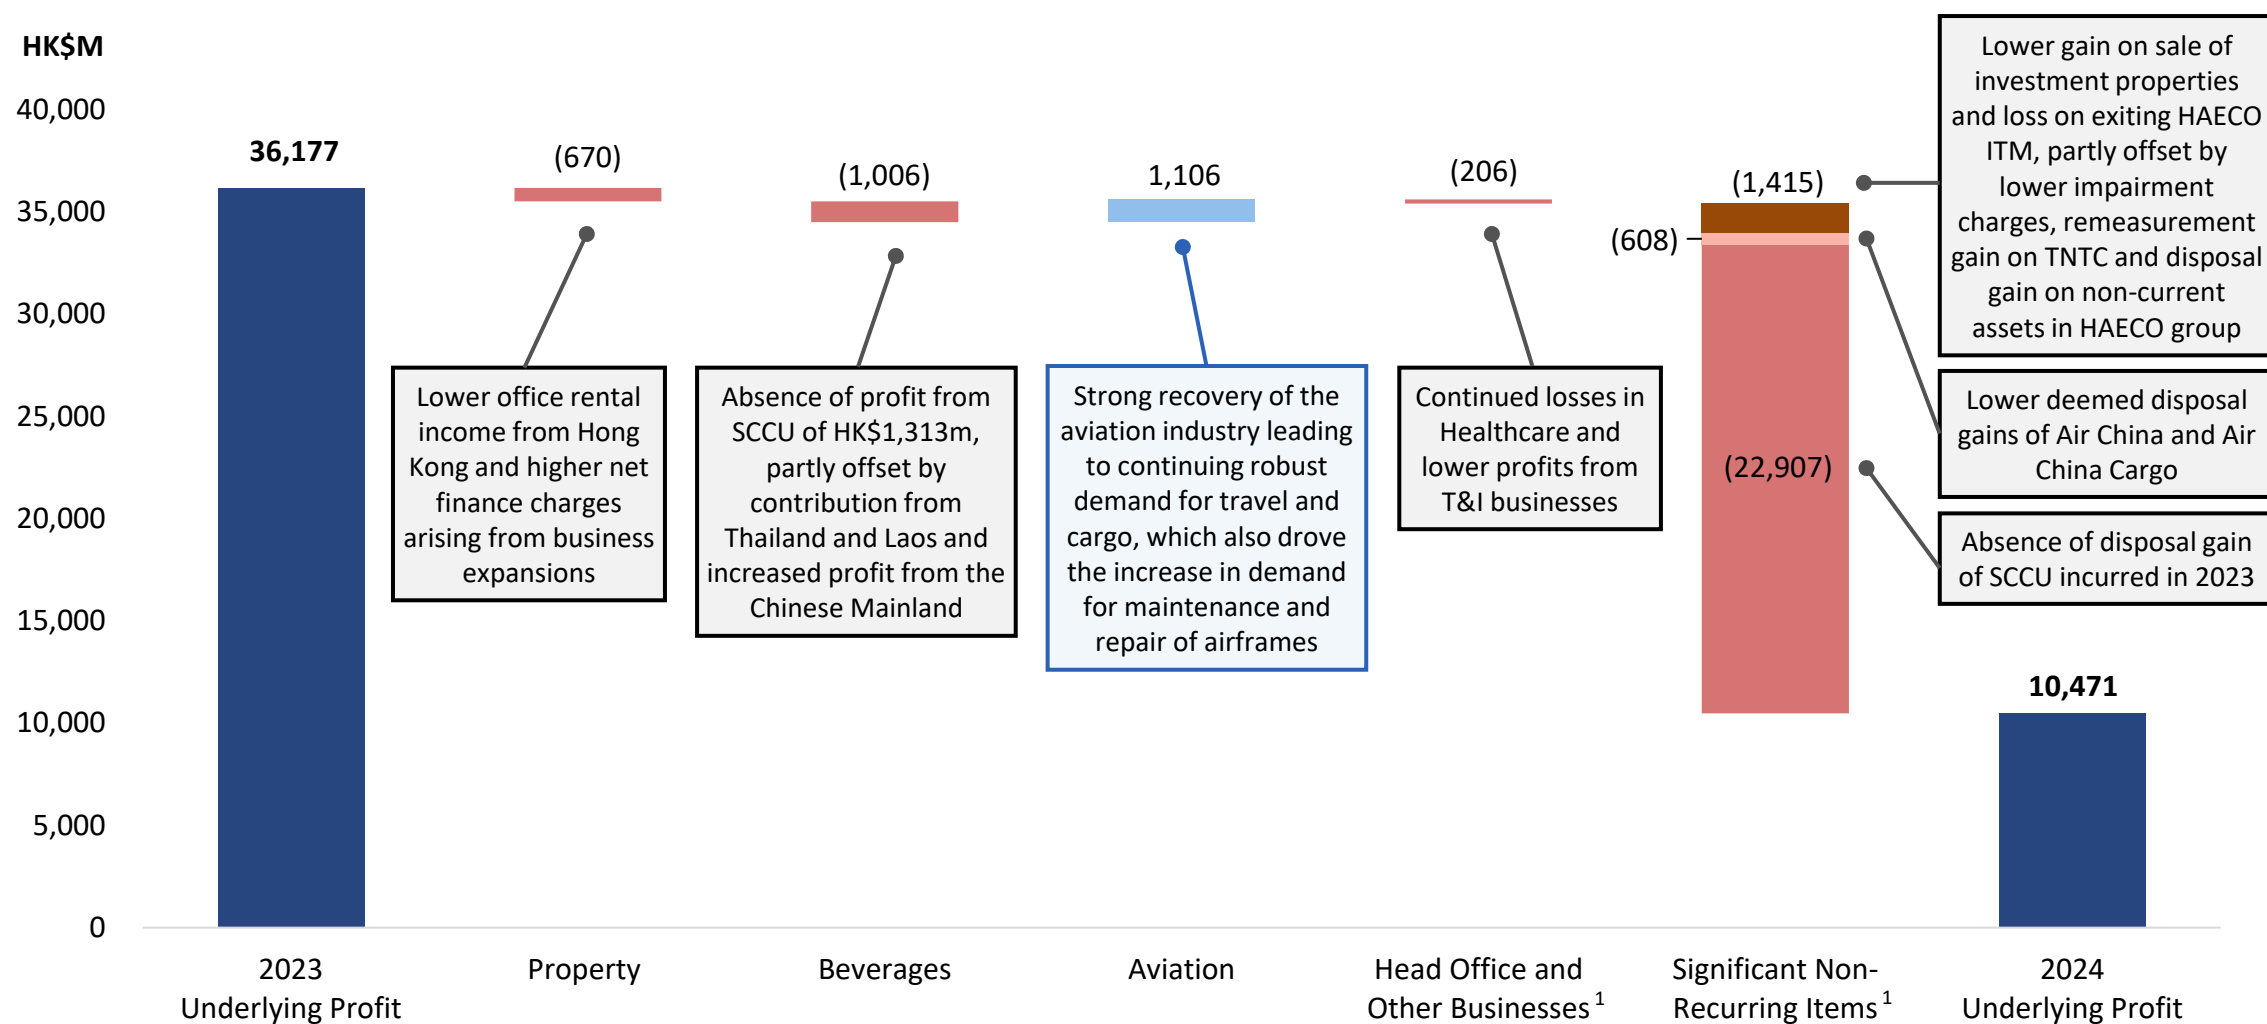 HK$M
40,000
35,000
30,000
25,000
20,000
15,000
10,000
5,000
0
36,177
(670)
(1,006)
1,106
(206)
(1,415)
(608)
(22,907)
10,471
Lower office rental
income from Hong
Kong and higher net
finance charges
arising from business
expansions
Absence of profit from
SCCU of HK$1,313m,
partly offset by
contribution from
Thailand and Laos and
increased profit from the
Chinese Mainland
Strong recovery of the
aviation industry leading
to continuing robust
demand for travel and
cargo, which also drove
the increase in demand
for maintenance and
repair of airframes
Continued losses in
Healthcare and
lower profits from
T&I businesses
Lower gain on sale of
investment properties
and loss on exiting HAECO
ITM, partly offset by
lower impairment
charges, remeasurement
gain on TNTC and disposal
gain on non-current
assets in HAECO group
Lower deemed disposal
gains of Air China and Air
China Cargo
Absence of disposal gain
of SCCU incurred in 2023
2023
Underlying Profit
Property
Beverages
Aviation
Head Office and
Other Businesses 1
Significant Non-
Recurring Items 1
2024
Underlying Profit